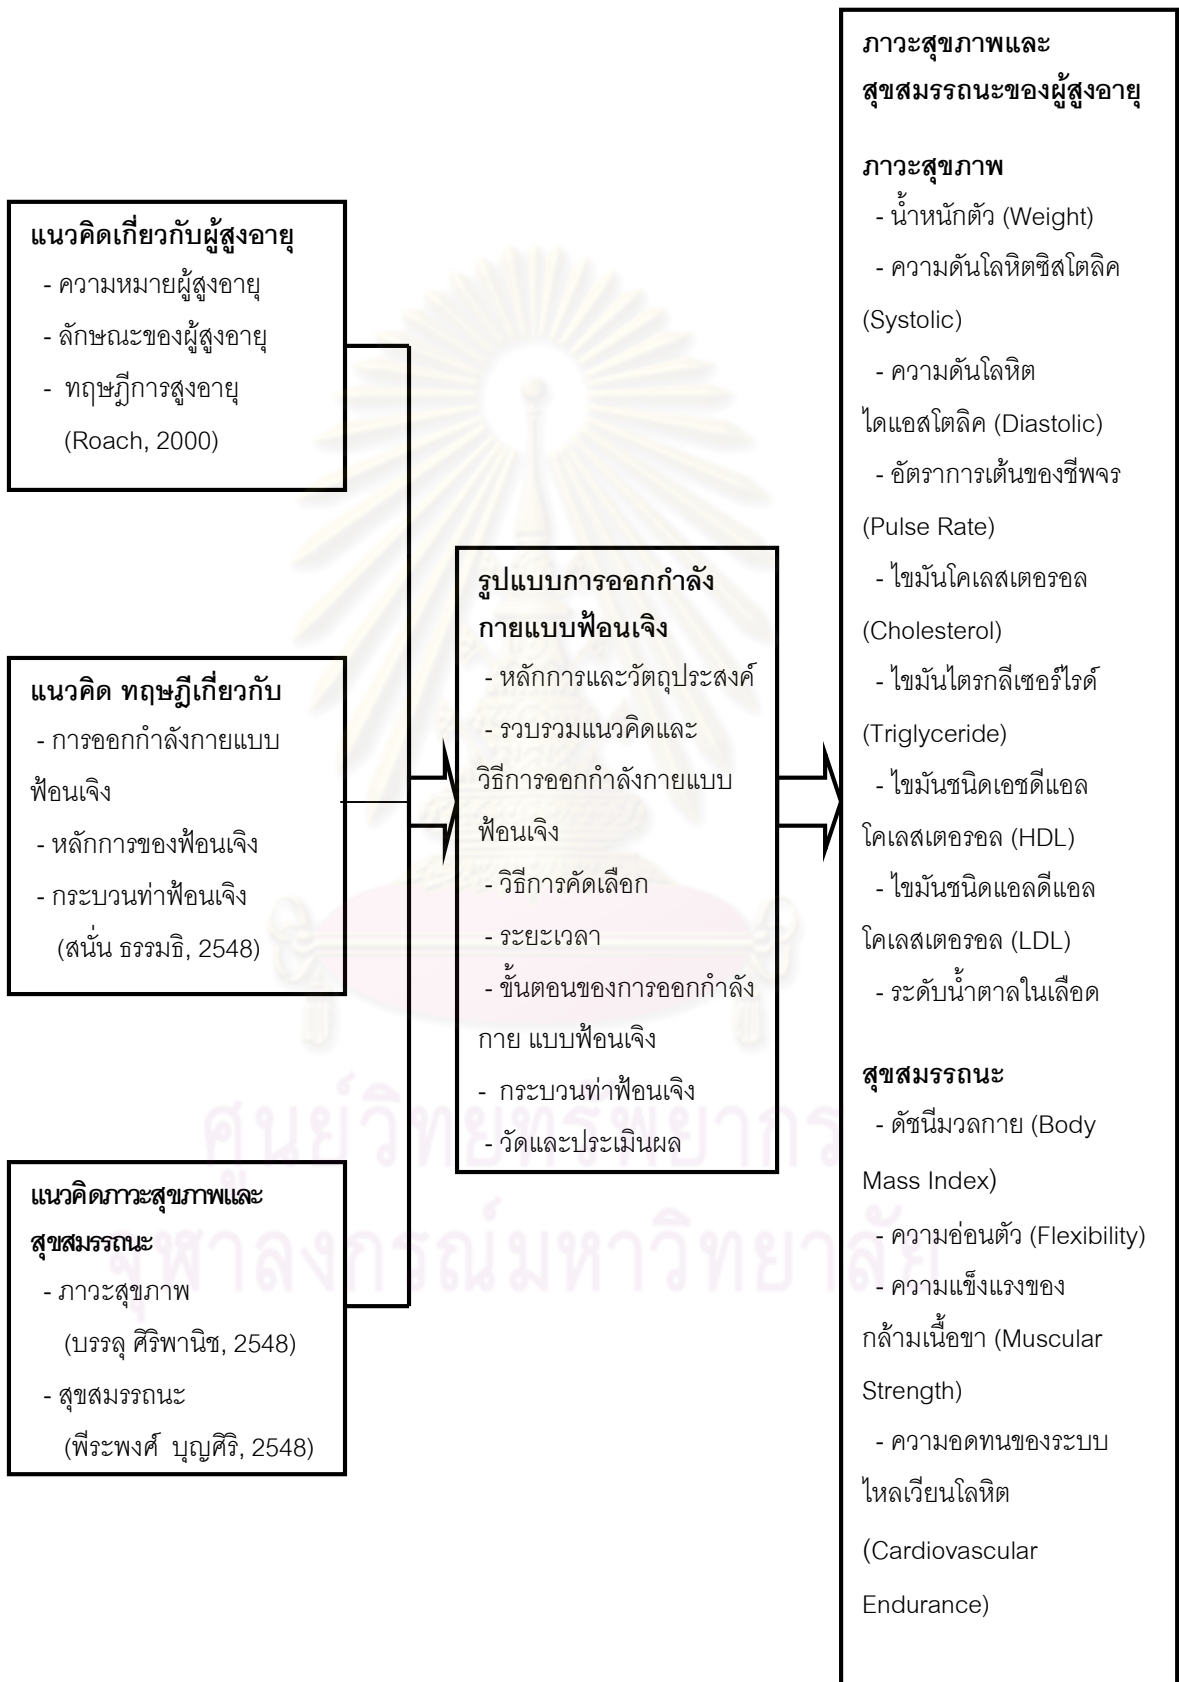 แนวคิดเกี่ยวกับผู้สูงอายุ
- ความหมายผู้สูงอายุ
- ลักษณะของผู้สูงอายุ
- ทฤษฎีการสูงอายุ
(Roach, 2000)
แนวคิด ทฤษฎีเกี่ยวกับ
- การออกกำลังกายแบบ
ฟ้อนเจิง
- หลักการของฟ้อนเจิง
- กระบวนท่าฟ้อนเจิง
(สนั่น ธรรมธิ, 2548)
แนวคิดภาวะสุขภาพและ
สุขสมรรถนะ
- ภาวะสุขภาพ
(บรรลุ ศิริพานิช, 2548)
- สุขสมรรถนะ
(พีระพงศ์ บุญศิริ, 2548)
รูปแบบการออกกำลัง
กายแบบฟ้อนเจิง
- หลักการและวัตถุประสงค์
- รวบรวมแนวคิดและ
วิธีการออกกำลังกายแบบ
ฟ้อนเจิง
- วิธีการคัดเลือก
- ระยะเวลา
- ขั้นตอนของการออกกำลัง
กาย แบบฟ้อนเจิง
- กระบวนท่าฟ้อนเจิง
- วัดและประเมินผล
ภาวะสุขภาพและ
สุขสมรรถนะของผู้สูงอายุ
ภาวะสุขภาพ
- น้ำหนักตัว (Weight)
- ความดันโลหิตซิสโตลิค
(Systolic)
- ความดันโลหิต
ไดแอสโตลิค (Diastolic)
- อัตราการเต้นของชีพจร
(Pulse Rate)
- ไขมันโคเลสเตอรอล
(Cholesterol)
- ไขมันไตรกลีเซอร์ไรด์
(Triglyceride)
- ไขมันชนิดเอชดีแอล
โคเลสเตอรอล (HDL)
- ไขมันชนิดแอลดีแอล
โคเลสเตอรอล (LDL)
- ระดับน้ำตาลในเลือด
สุขสมรรถนะ
- ดัชนีมวลกาย (Body
Mass Index)
- ความอ่อนตัว (Flexibility)
- ความแข็งแรงของ
กล้ามเนื้อขา (Muscular
Strength)
- ความอดทนของระบบ
ไหลเวียนโลหิต
(Cardiovascular
Endurance)
ศูนย์วิทยทรัพยากร
จุฬาลงกรณ์มหาวิทยาลัย